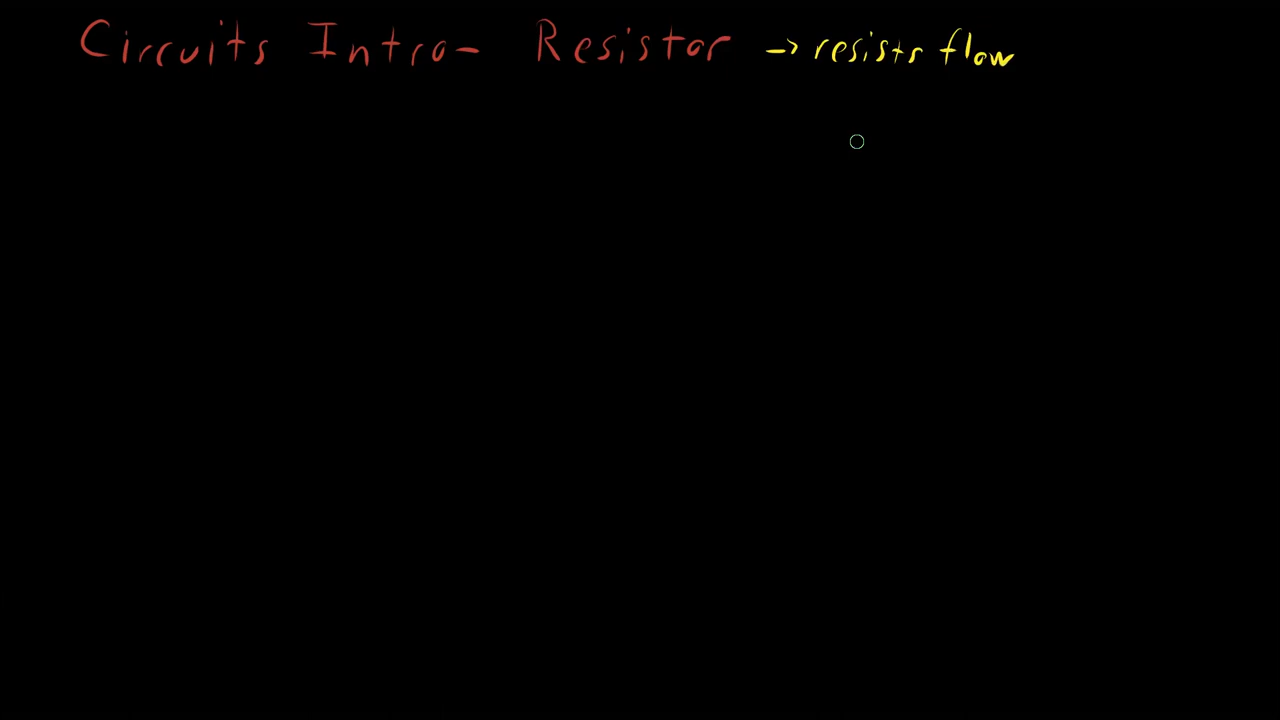 Circuits Intro- Resistor → resists flow